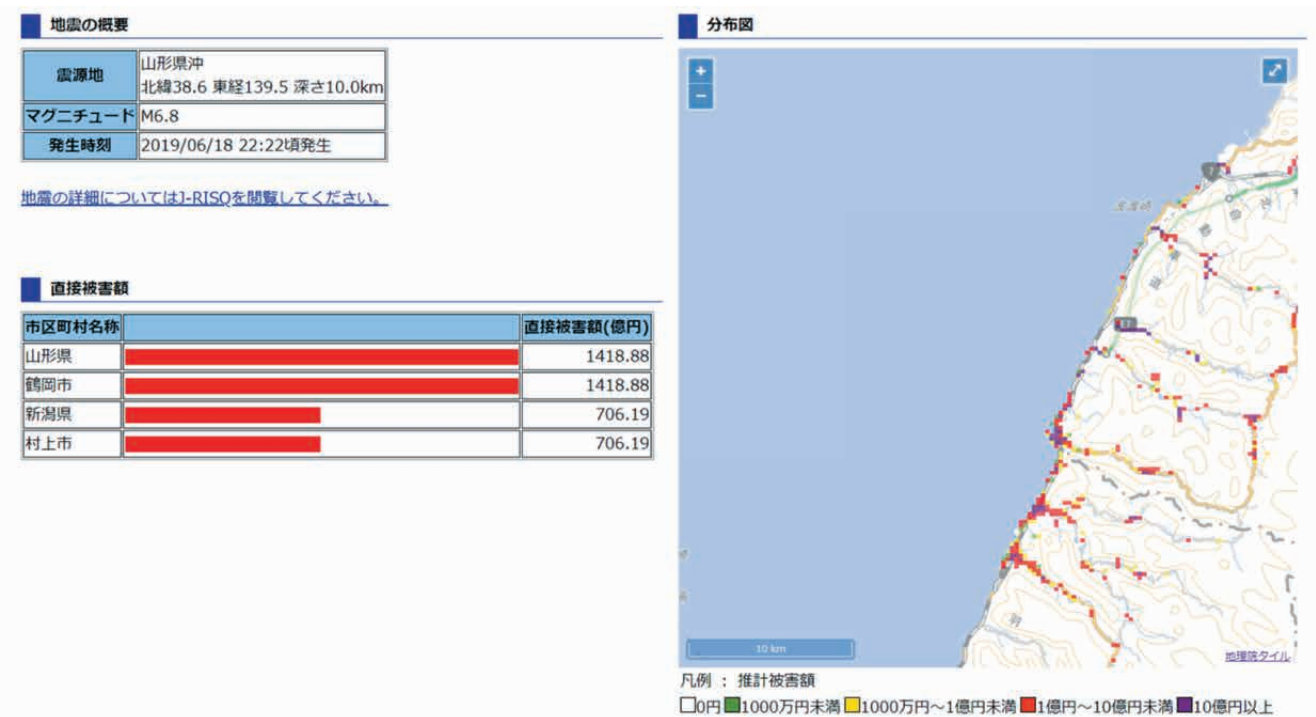 地震の概要
震源地
山形県沖
北緯38.6 東経139.5 深さ10.0km
マグニチュード M6.8
発生時刻 2019/06/18 22:22頃発生
地震の詳細についてはJ-RISQを閲覧してください。
直接被害額
市区町村名称 直接被害額(億円)
山形県 1418.88
鶴岡市 1418.88
新潟県 706.19
村上市 706.19
分布図
+
−
7
E7
10 km
地理院タイル
凡例 : 推計被害額
0円 1000万円未満 1000万円～1億円未満 1億円～10億円未満 10億円以上